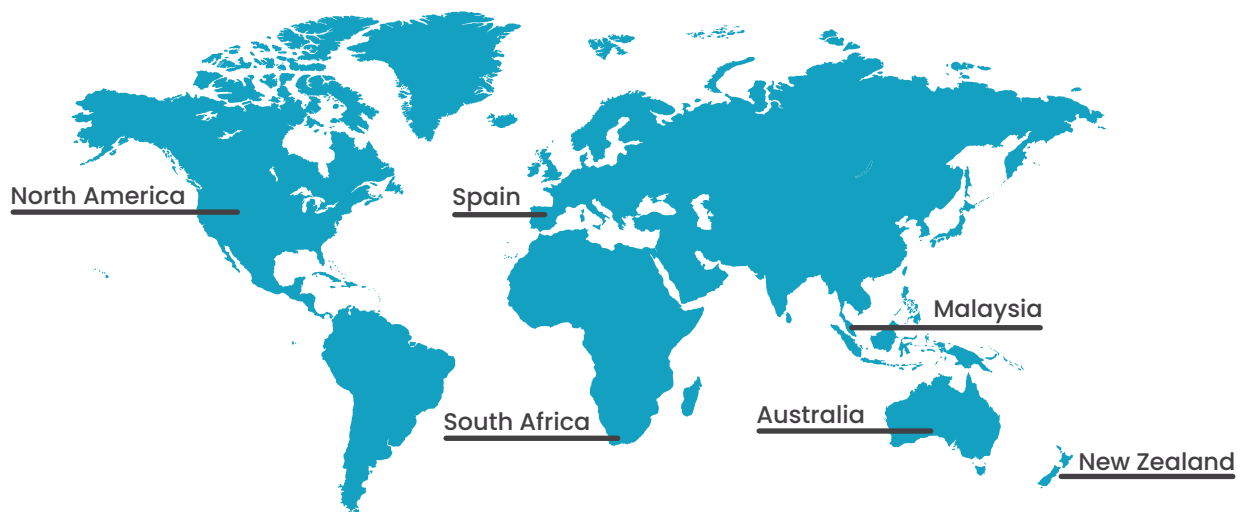 North America
Spain
Malaysia
South Africa
Australia
New Zealand